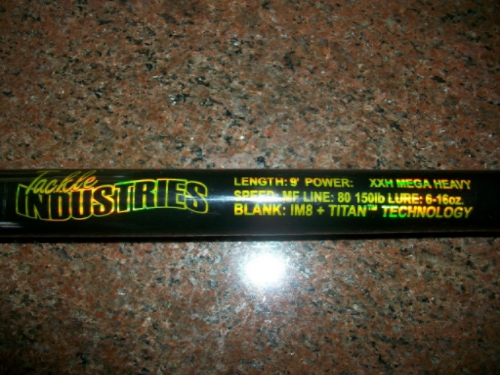 Tackle
INDUSTRIES
LENGTH: 9' POWER: XXH MEGA HEAVY
SPEED: MF LINE: 80 150lb LURE: 6-16oz.
BLANK: IM8 + TITAN™ TECHNOLOGY